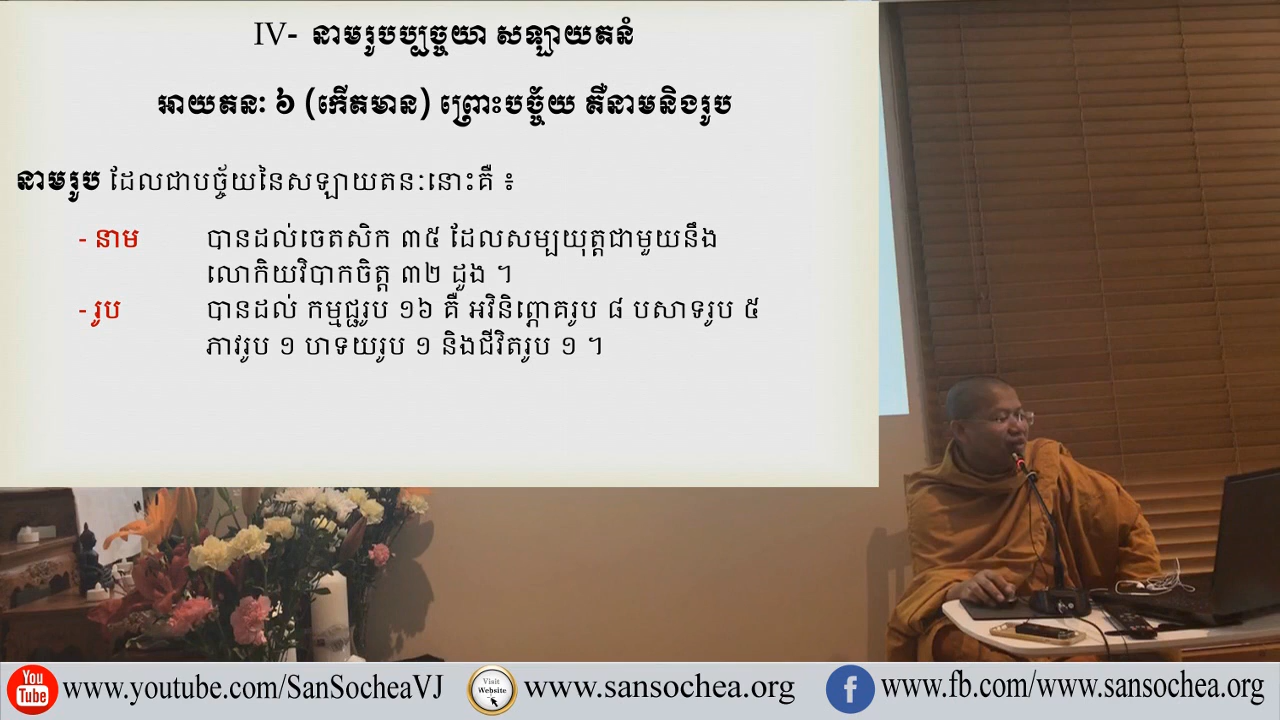 IV- នាមរូបប្បច្ចយា សឡាយតនំ
អាយតនៈ ៦ (កើតមាន) ព្រោះបច្ច័យ គឺនាមនិងរូប
នាមរូប ដែលជាបច្ច័យនៃសឡាយតនៈនោះគឺ ៖
- នាម បានដល់ចេតសិក ៣៥ ដែលសម្បយុត្តជាមួយនឹង
លោកិយវិបាកចិត្ត ៣២ ដួង ។
- រូប បានដល់ កម្មជ្ជរូប ១៦ គឺ អវិនិព្ភោគរូប ៨ បសាទរូប ៥
ភាវរូប ១ ហទយរូប ១ និងជីវិតរូប ១ ។
You Tube www.youtube.com/SanSocheaVJ Visit Website www.sansochea.org f www.fb.com/www.sansochea.org